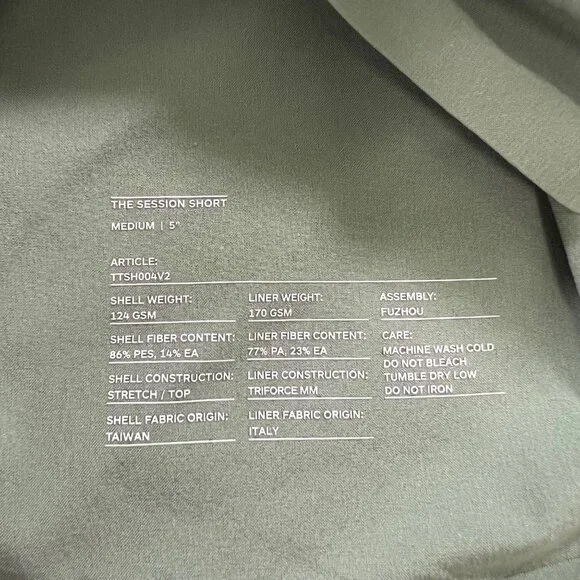 THE SESSION SHORT
MEDIUM | 5"
ARTICLE:
TTSH004V2
SHELL WEIGHT:
124 GSM
LINER WEIGHT:
170 GSM
ASSEMBLY:
FUZHOU
SHELL FIBER CONTENT:
86% PES, 14% EA
LINER FIBER CONTENT:
77% PA, 23% EA
CARE:
MACHINE WASH COLD
DO NOT BLEACH
TUMBLE DRY LOW
DO NOT IRON
SHELL CONSTRUCTION:
STRETCH / TOP
LINER CONSTRUCTION:
TRIFORCE MM
SHELL FABRIC ORIGIN:
TAIWAN
LINER FABRIC ORIGIN:
ITALY